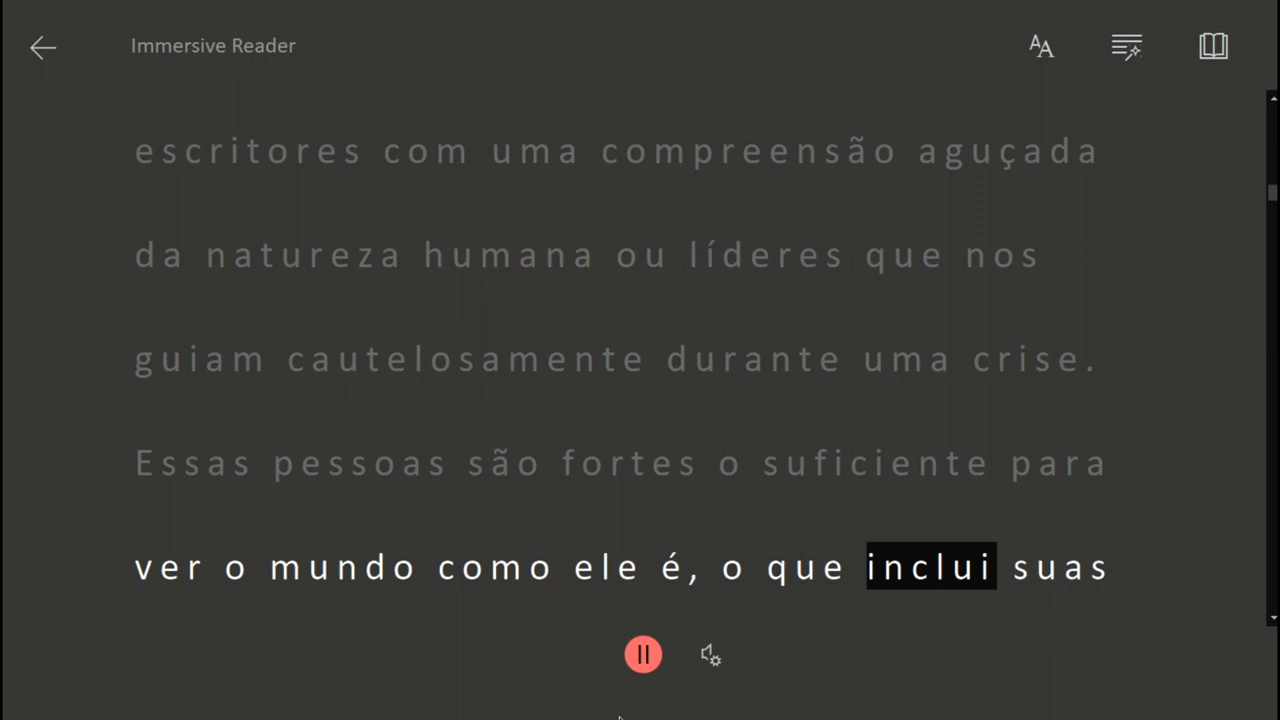 Immersive Reader
escritores com uma compreensão aguçada
da natureza humana ou líderes que nos
guiam cautelosamente durante uma crise.
Essas pessoas são fortes o suficiente para
ver o mundo como ele é, o que inclui suas